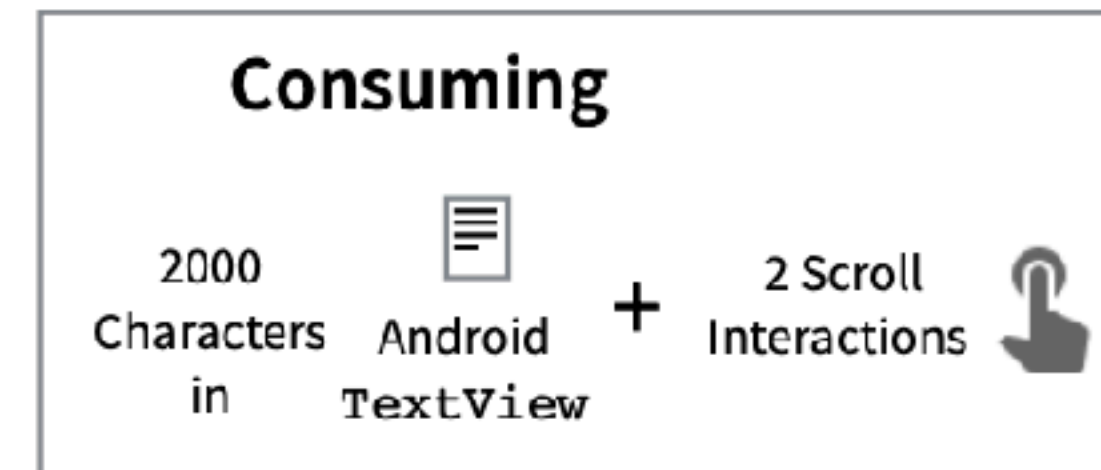 Consuming
2000
Characters
in
Android
TextView
+
2 Scroll
Interactions